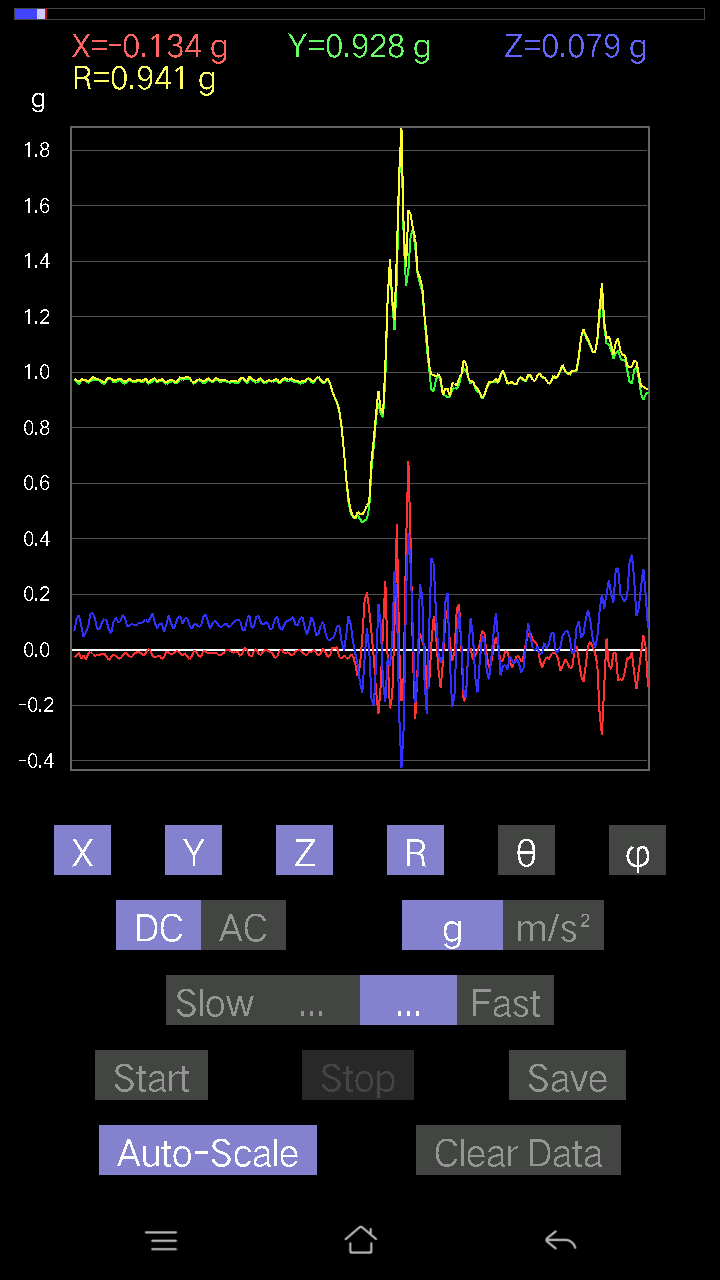 X=-0.134 g Y=0.928 g Z=0.079 g
R=0.941 g
g
1.8
1.6
1.4
1.2
1.0
0.8
0.6
0.4
0.2
0.0
-0.2
-0.4
X Y Z R θ φ
DC AC g m/s²
Slow ... ... Fast
Start Stop Save
Auto-Scale Clear Data